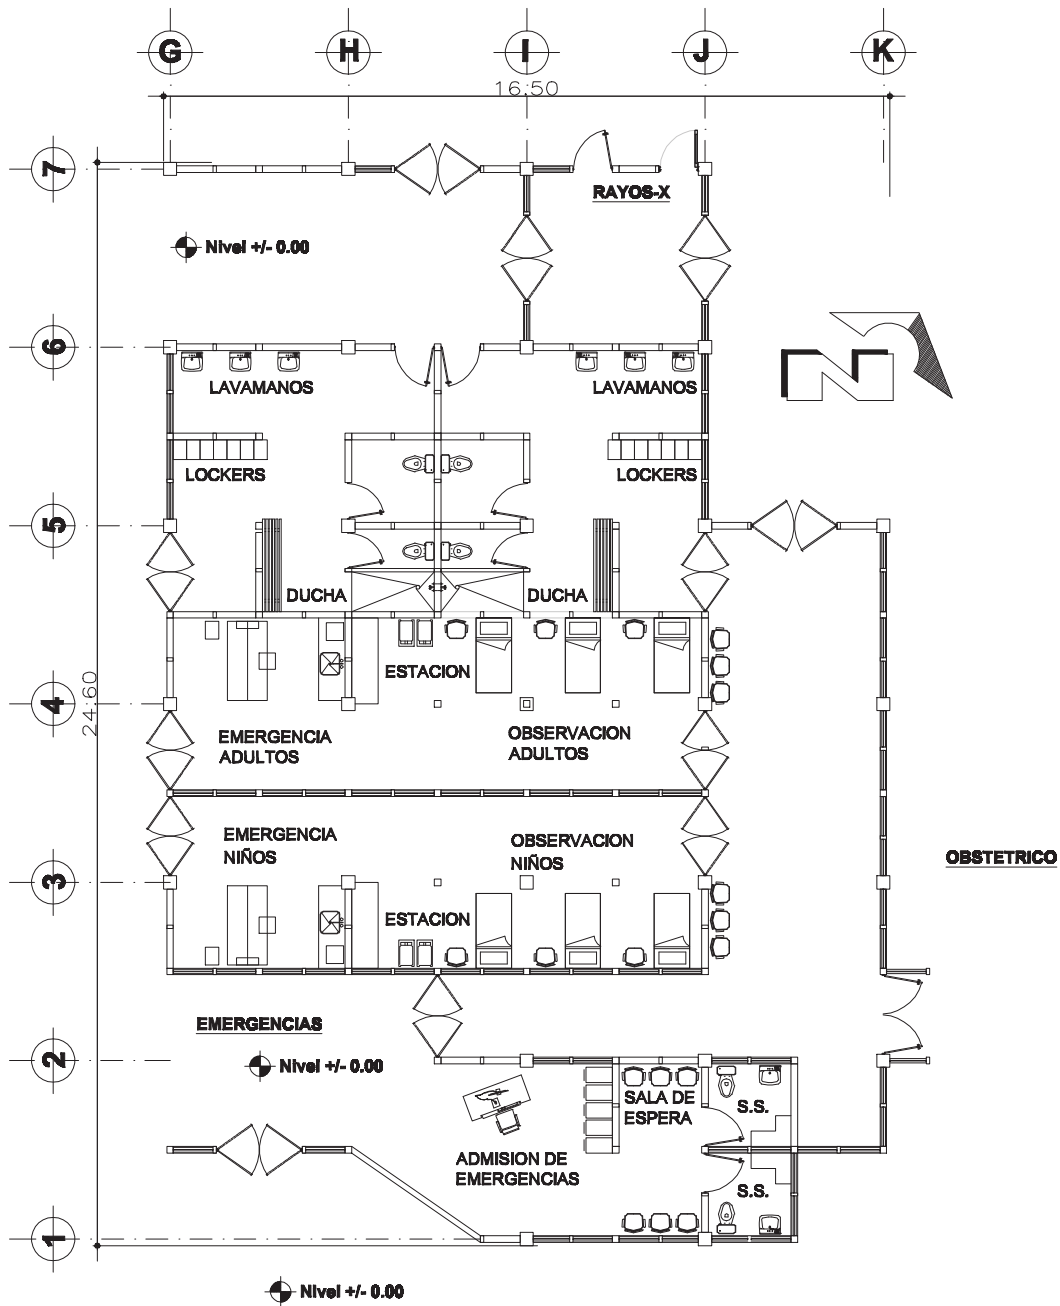 G H I J K
16.50
7
RAYOS-X
Nivel +/- 0.00
6
LAVAMANOS
LAVAMANOS
N
LOCKERS
LOCKERS
5
DUCHA
DUCHA
ESTACION
24.60
4
EMERGENCIA
ADULTOS
OBSERVACION
ADULTOS
EMERGENCIA
NIÑOS
OBSERVACION
NIÑOS
OBSTETRICO
3
ESTACION
EMERGENCIAS
2
Nivel +/- 0.00
SALA DE
ESPERA
S.S.
ADMISION DE
EMERGENCIAS
S.S.
1
Nivel +/- 0.00